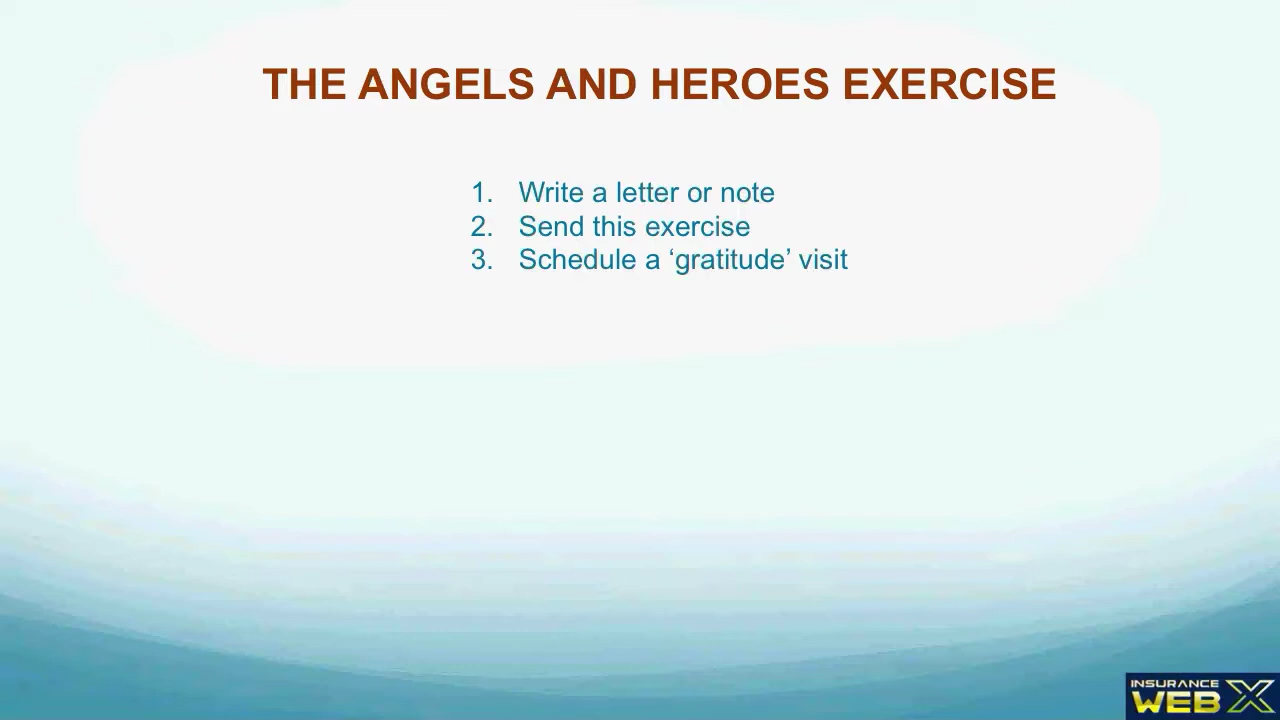 THE ANGELS AND HEROES EXERCISE
1. Write a letter or note
2. Send this exercise
3. Schedule a ‘gratitude’ visit
INSURANCE
WEB X